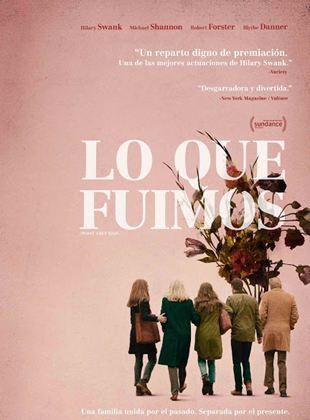 Hilary Swank Michael Shannon Robert Forster Blythe Danner
"Un reparto digno de premiación.
Una de las mejores actuaciones de Hilary Swank."
-Variety
"Desgarradora y divertida."
-New York Magazine / Vulture
sundance
LO QUE
FUIMOS
Una familia unida por el pasado. Separada por el presente.